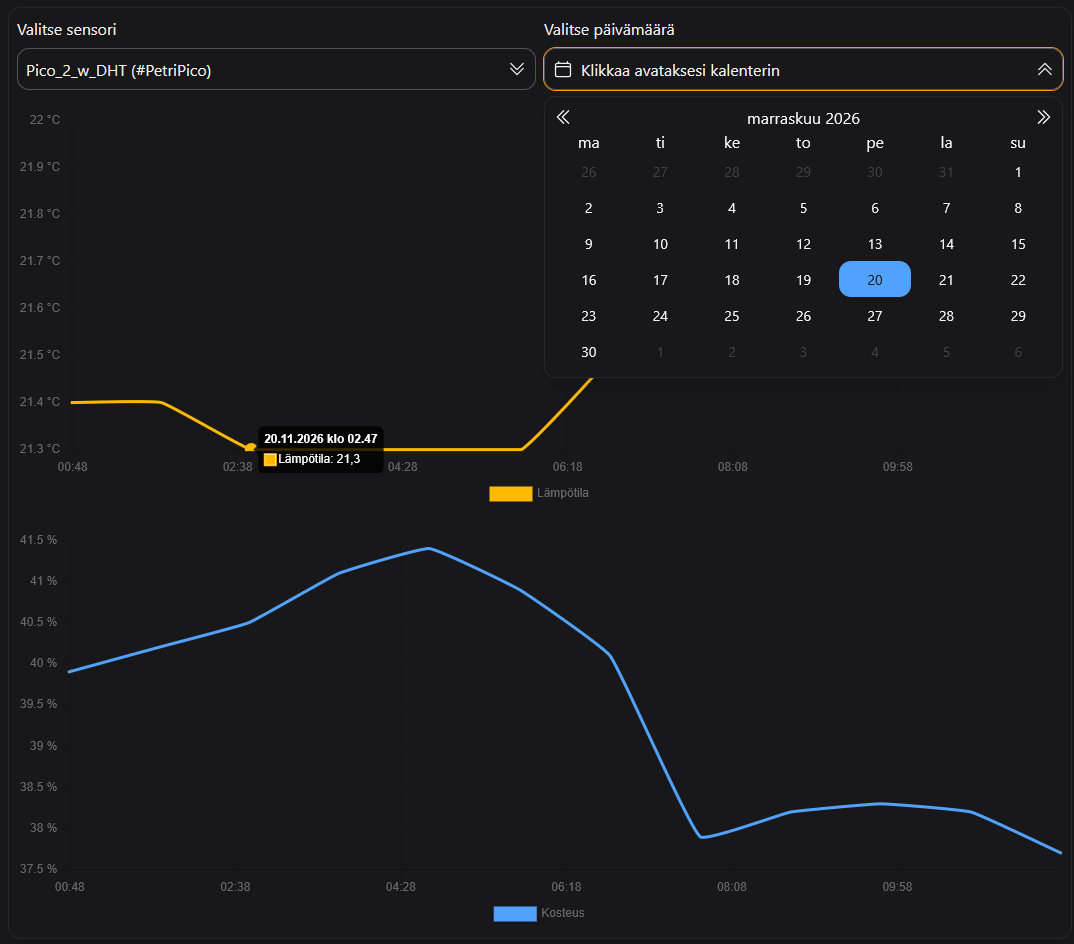 Valitse sensori
Pico_2_w_DHT (#PetriPico)
Valitse päivämäärä
Klikkaa avataksesi kalenterin
marraskuu 2026
ma ti ke to pe la su
26 27 28 29 30 31 1
2 3 4 5 6 7 8
9 10 11 12 13 14 15
16 17 18 19 20 21 22
23 24 25 26 27 28 29
30 1 2 3 4 5 6
22 °C
21.9 °C
21.8 °C
21.7 °C
21.6 °C
21.5 °C
21.4 °C
21.3 °C
20.11.2026 klo 02.47
Lämpötila: 21,3
00:48 02:38 04:28 06:18 08:08 09:58
Lämpötila
41.5 %
41 %
40.5 %
40 %
39.5 %
39 %
38.5 %
38 %
37.5 %
00:48 02:38 04:28 06:18 08:08 09:58
Kosteus